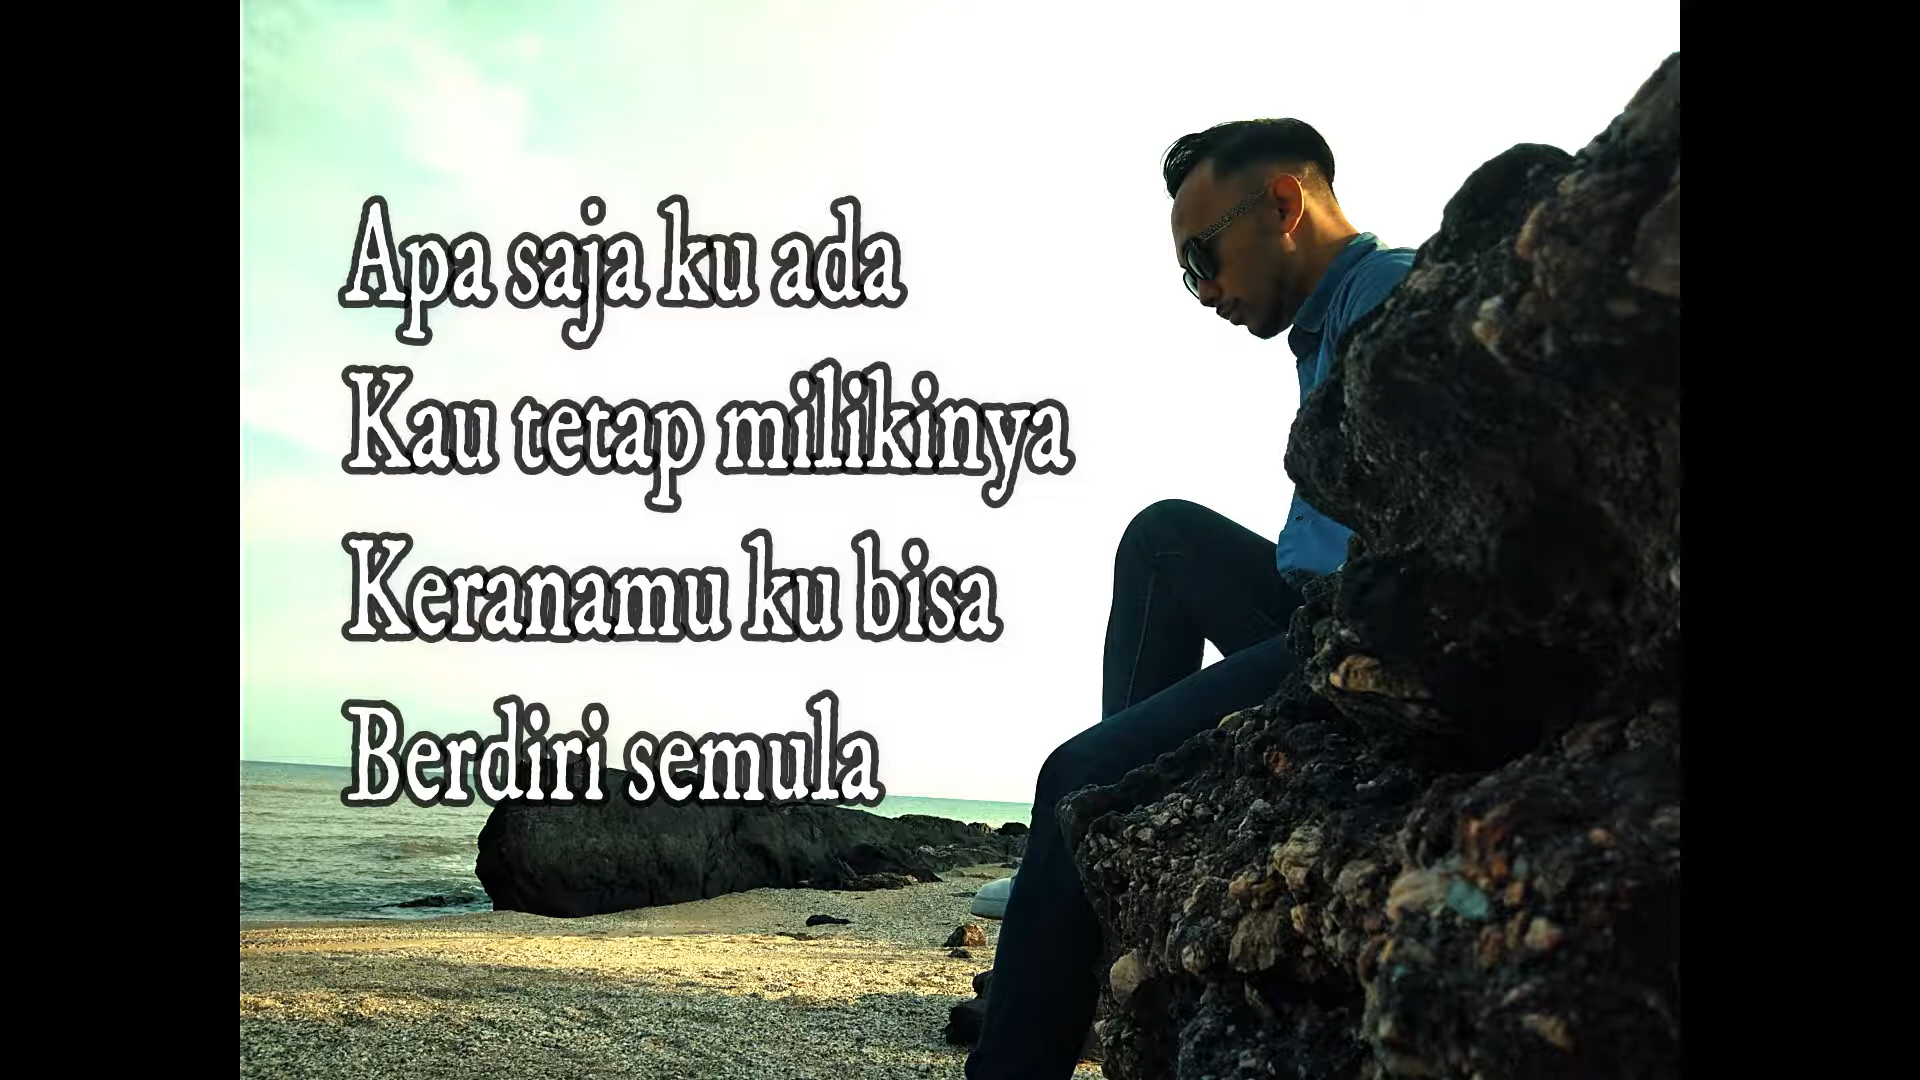 Apa saja ku ada
Kau tetap milikinya
Keranamu ku bisa
Berdiri semula